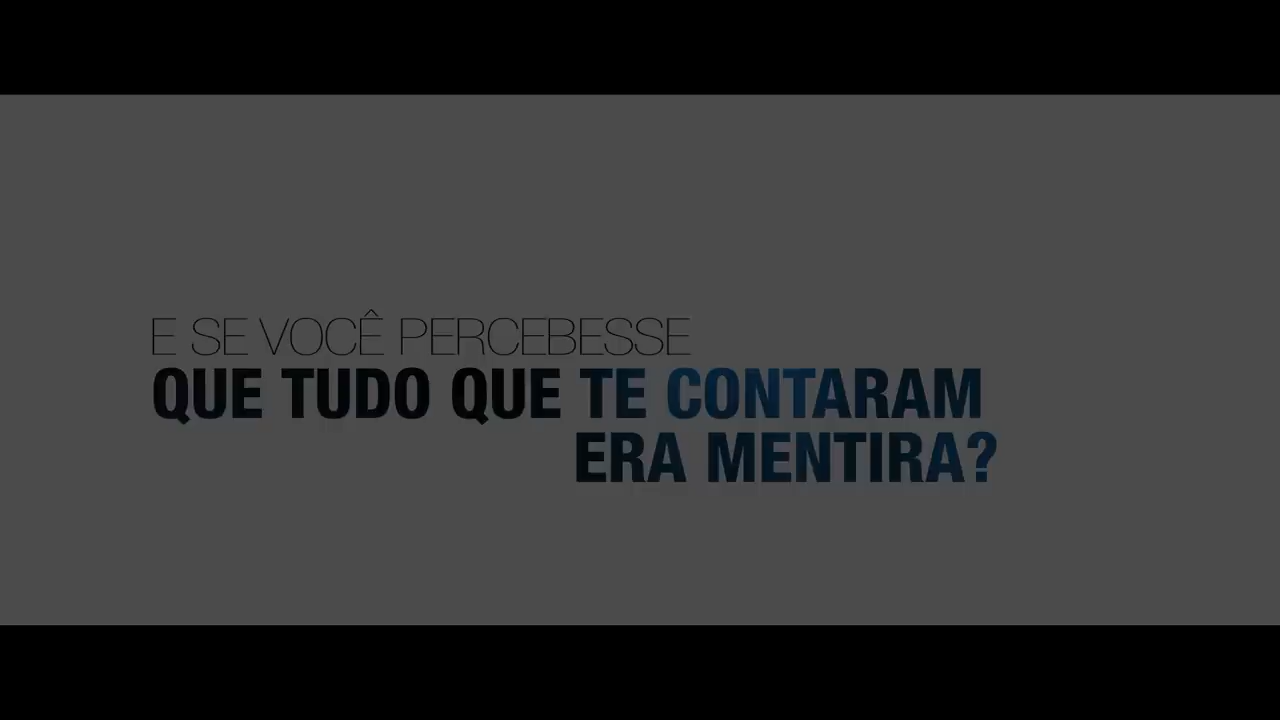 E SE VOCÊ PERCEBESSE
QUE TUDO QUE TE CONTARAM
ERA MENTIRA?